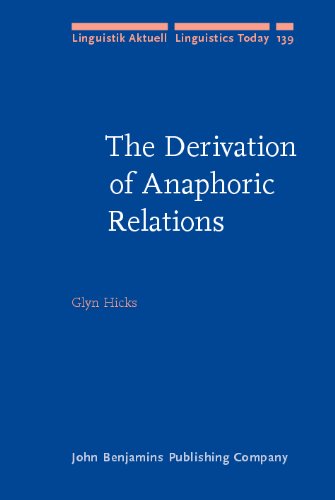 Linguistik Aktuell Linguistics Today 139
The Derivation
of Anaphoric
Relations
Glyn Hicks
John Benjamins Publishing Company